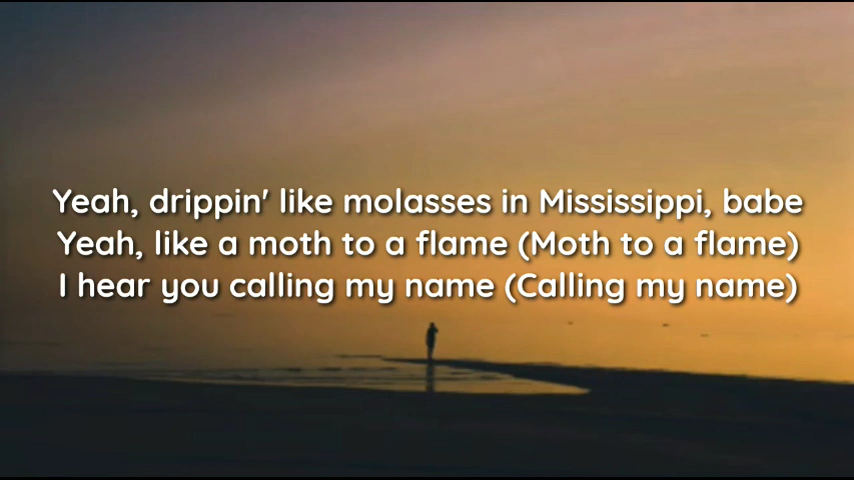 Yeah, drippin' like molasses in Mississippi, babe
Yeah, like a moth to a flame (Moth to a flame)
I hear you calling my name (Calling my name)